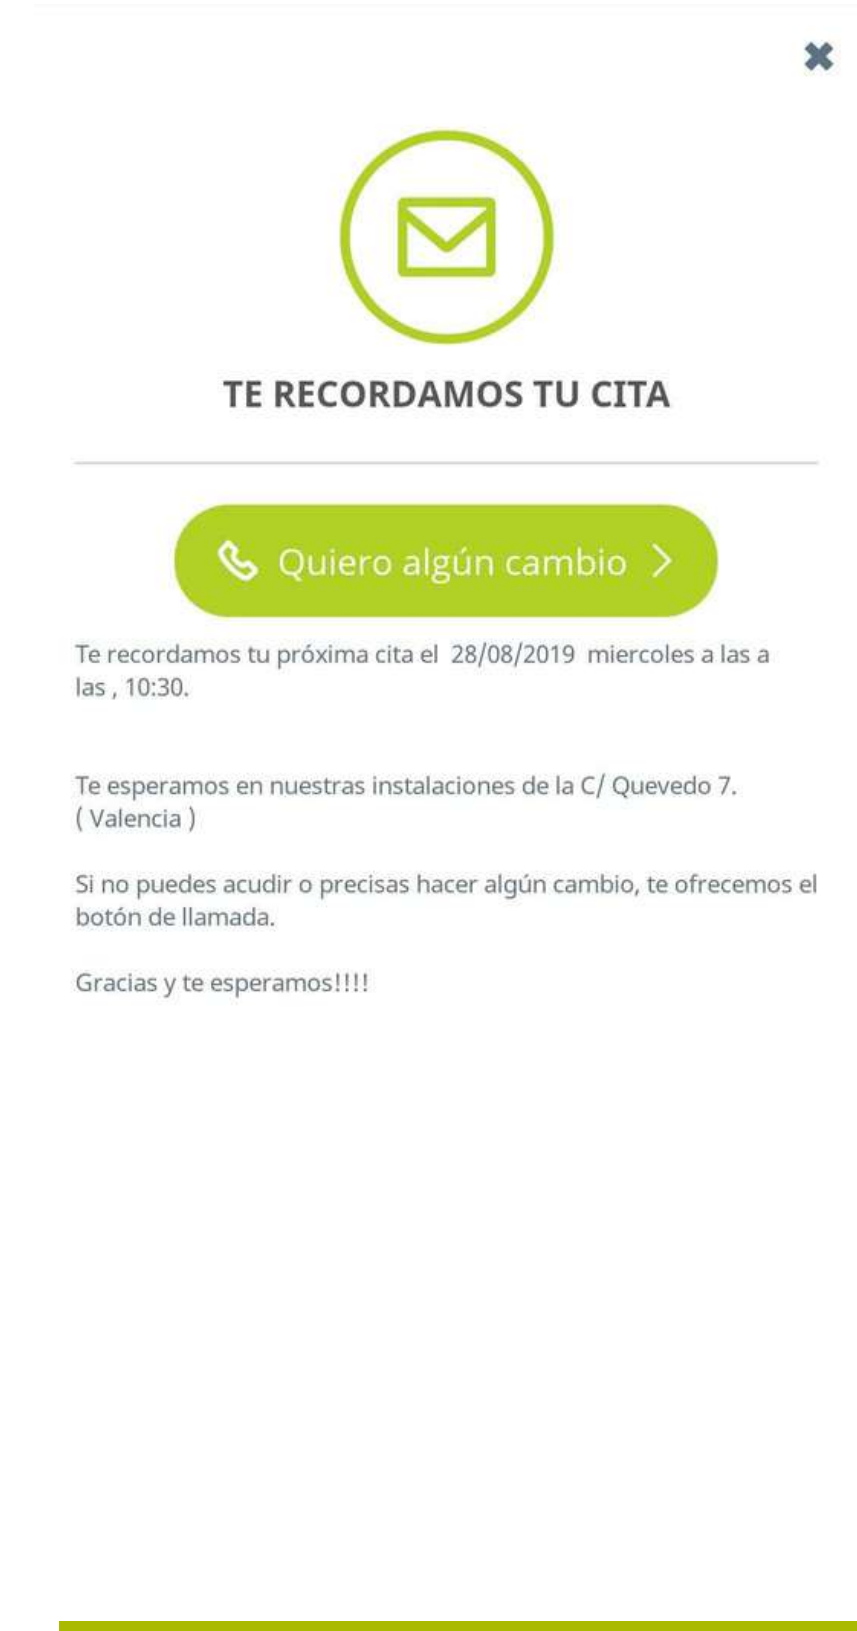 TE RECORDAMOS TU CITA
Quiero algún cambio
Te recordamos tu próxima cita el 28/08/2019 miercoles a las a
las , 10:30.
Te esperamos en nuestras instalaciones de la C/ Quevedo 7.
( Valencia )
Si no puedes acudir o precisas hacer algún cambio, te ofrecemos el
botón de llamada.
Gracias y te esperamos!!!!